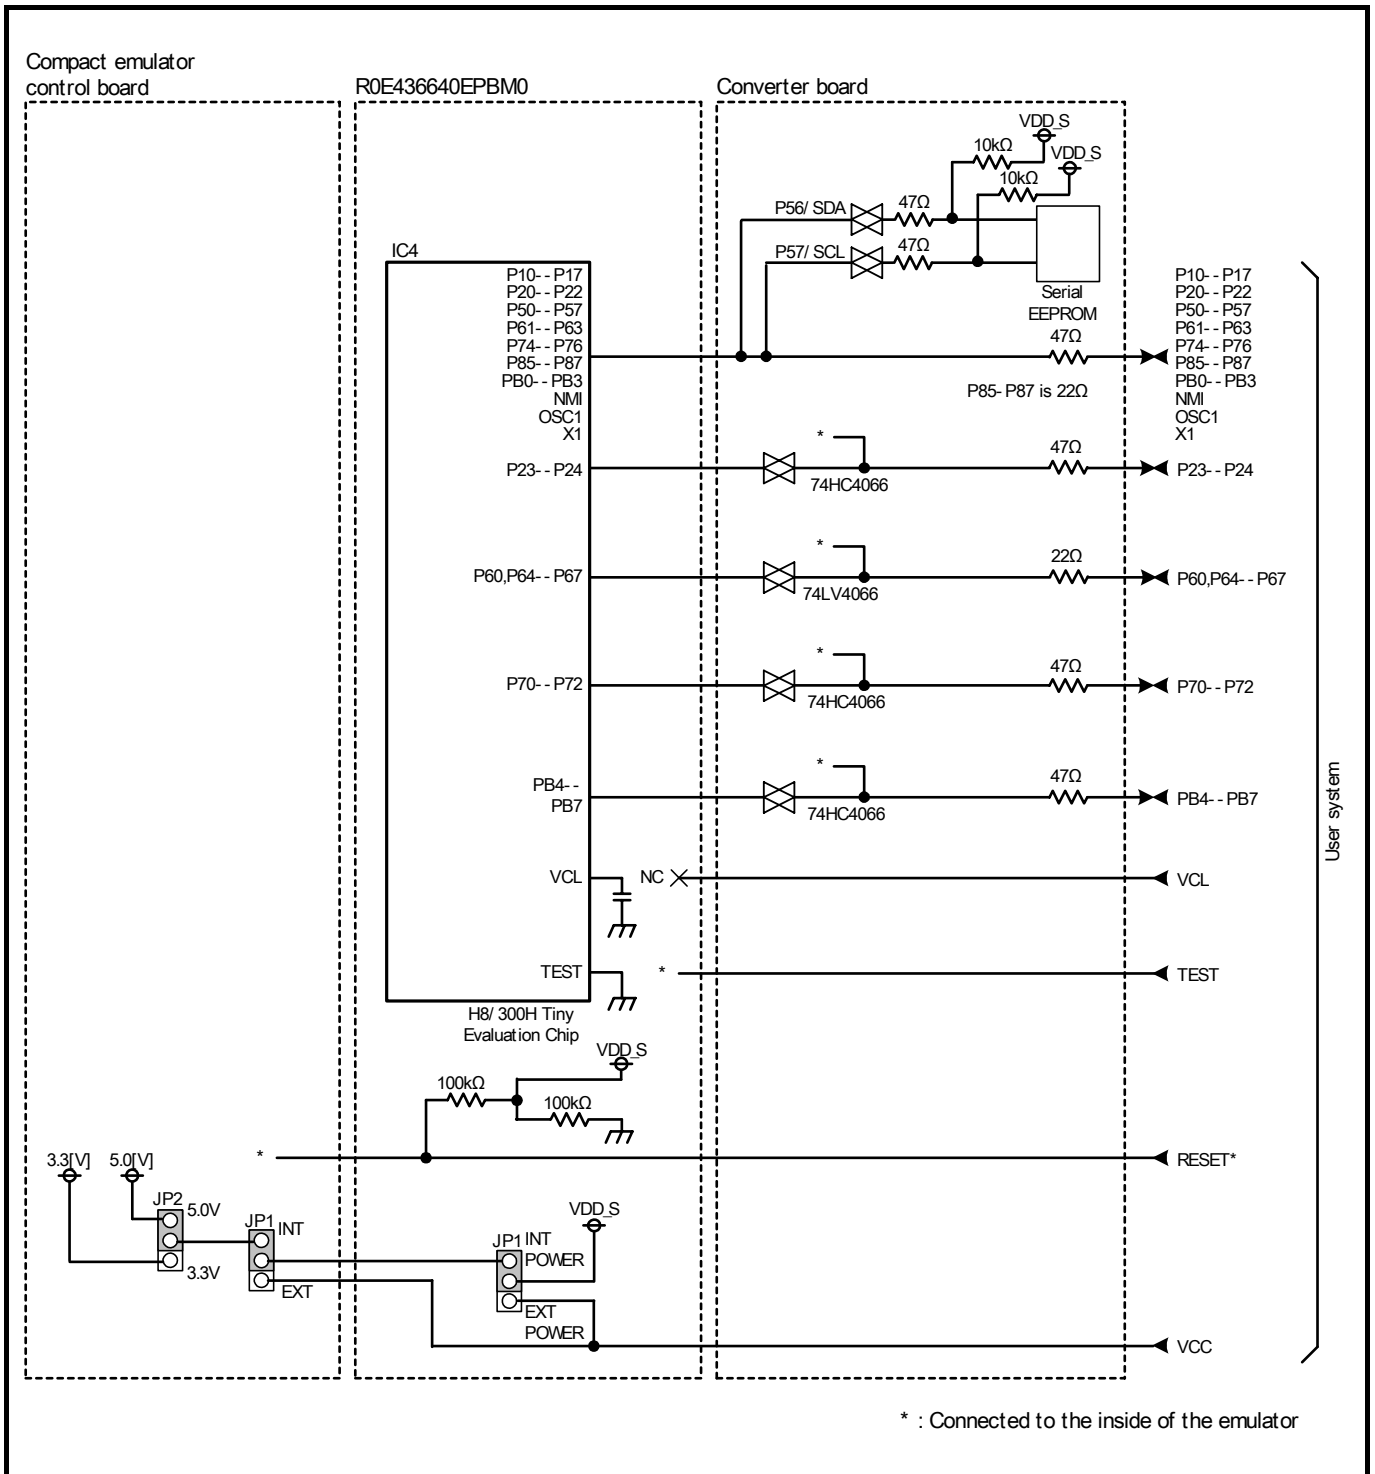 Compact emulator
control board
R0E436640EPBM0
Converter board
VDD_S
10kΩ
VDD_S
10kΩ
P56/ SDA
47Ω
P57/ SCL
47Ω
Serial
EEPROM
IC4
P10- - P17
P20- - P22
P50- - P57
P61- - P63
P74- - P76
P85- - P87
PB0- - PB3
NMI
OSC1
X1
47Ω
P85- P87 is 22Ω
P10- - P17
P20- - P22
P50- - P57
P61- - P63
P74- - P76
P85- - P87
PB0- - PB3
NMI
OSC1
X1
P23- - P24
*
74HC4066
47Ω
P23- - P24
P60,P64- - P67
*
74LV4066
22Ω
P60,P64- - P67
P70- - P72
*
74HC4066
47Ω
P70- - P72
PB4- -
PB7
*
74HC4066
47Ω
PB4- - PB7
User system
VCL
NC
VCL
TEST
*
TEST
H8/ 300H Tiny
Evaluation Chip
VDD_S
100kΩ
100kΩ
*
RESET*
3.3[V]
5.0[V]
JP2
5.0V
3.3V
JP1
INT
EXT
VDD_S
JP1
INT
POWER
EXT
POWER
VCC
* : Connected to the inside of the emulator